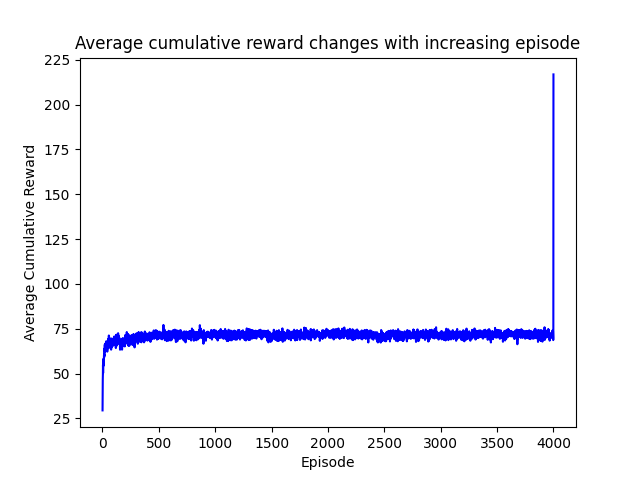 Average cumulative reward changes with increasing episode
225
200
175
150
125
100
75
50
25
Average Cumulative Reward
0 500 1000 1500 2000 2500 3000 3500 4000
Episode